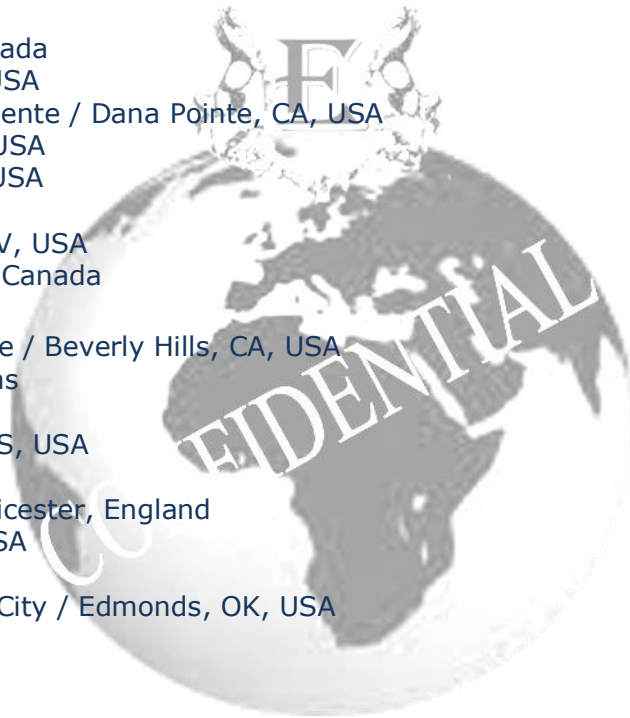 E
ada
USA
ente / Dana Pointe, CA, USA
USA
USA
V, USA
Canada
e / Beverly Hills, CA, USA
S, USA
icester, England
SA
City / Edmonds, OK, USA
CONFIDENTIAL